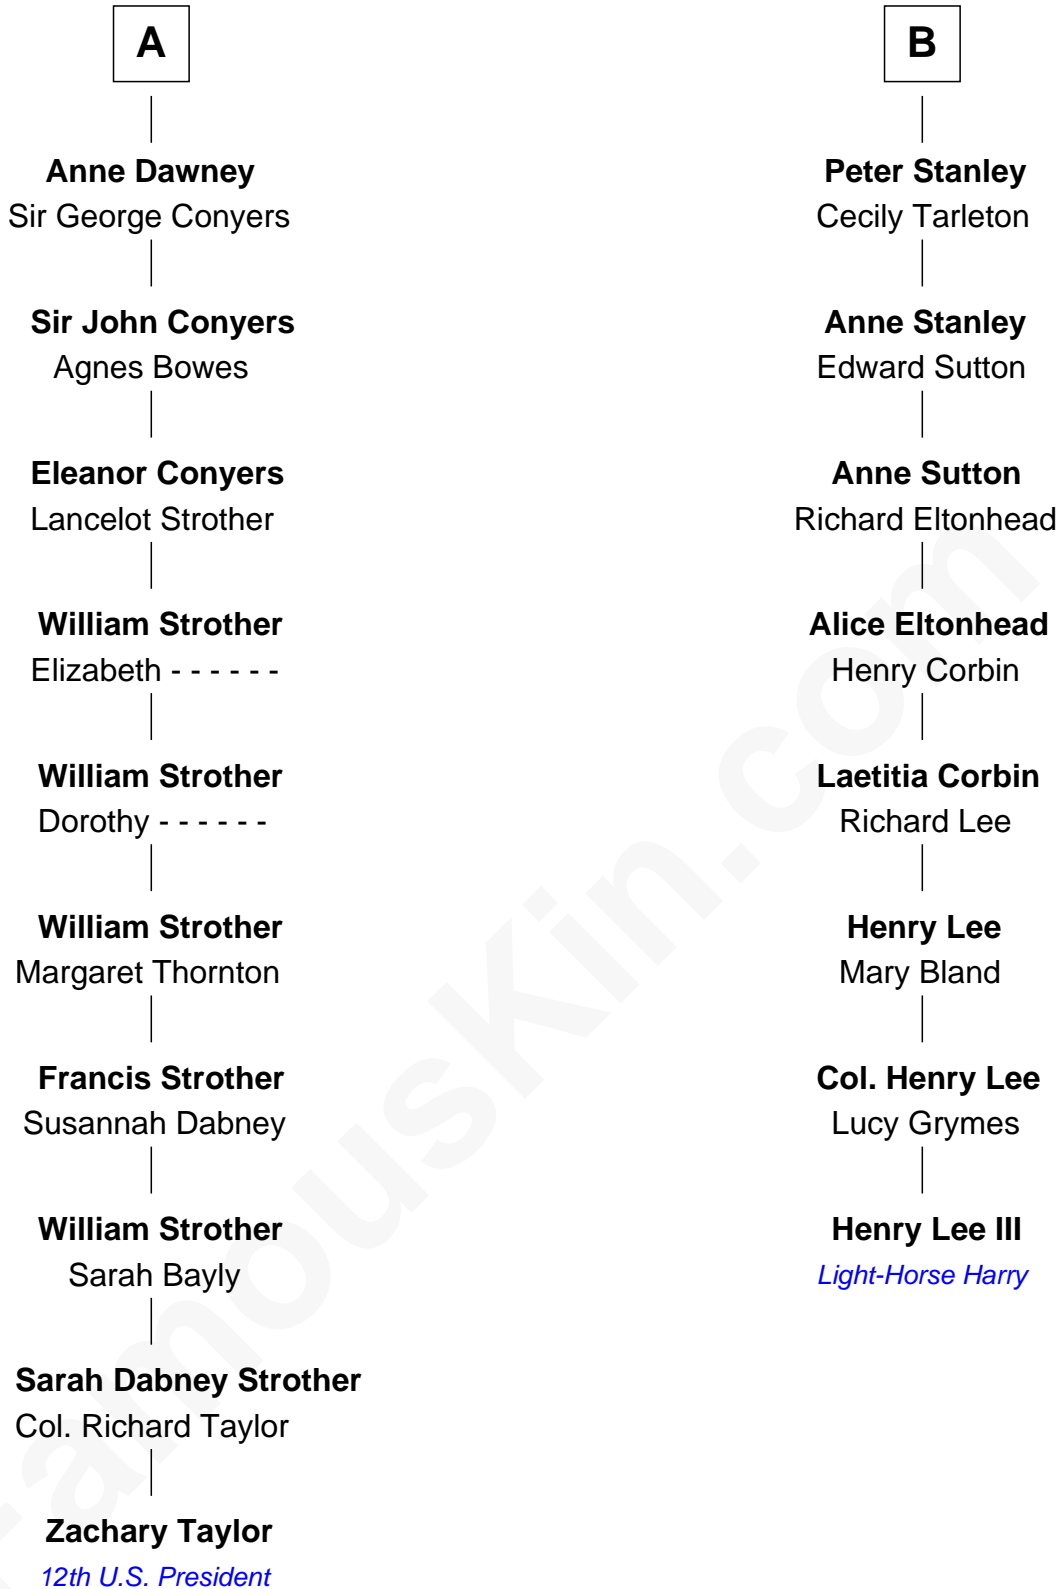 A
Anne Dawney
Sir George Conyers
Sir John Conyers
Agnes Bowes
Eleanor Conyers
Lancelot Strother
William Strother
Elizabeth - - - - - -
William Strother
Dorothy - - - - - -
William Strother
Margaret Thornton
Francis Strother
Susannah Dabney
William Strother
Sarah Bayly
Sarah Dabney Strother
Col. Richard Taylor
Zachary Taylor
12th U.S. President
B
Peter Stanley
Cecily Tarleton
Anne Stanley
Edward Sutton
Anne Sutton
Richard Eltonhead
Alice Eltonhead
Henry Corbin
Laetitia Corbin
Richard Lee
Henry Lee
Mary Bland
Col. Henry Lee
Lucy Grymes
Henry Lee III
Light-Horse Harry
FamousKin.com